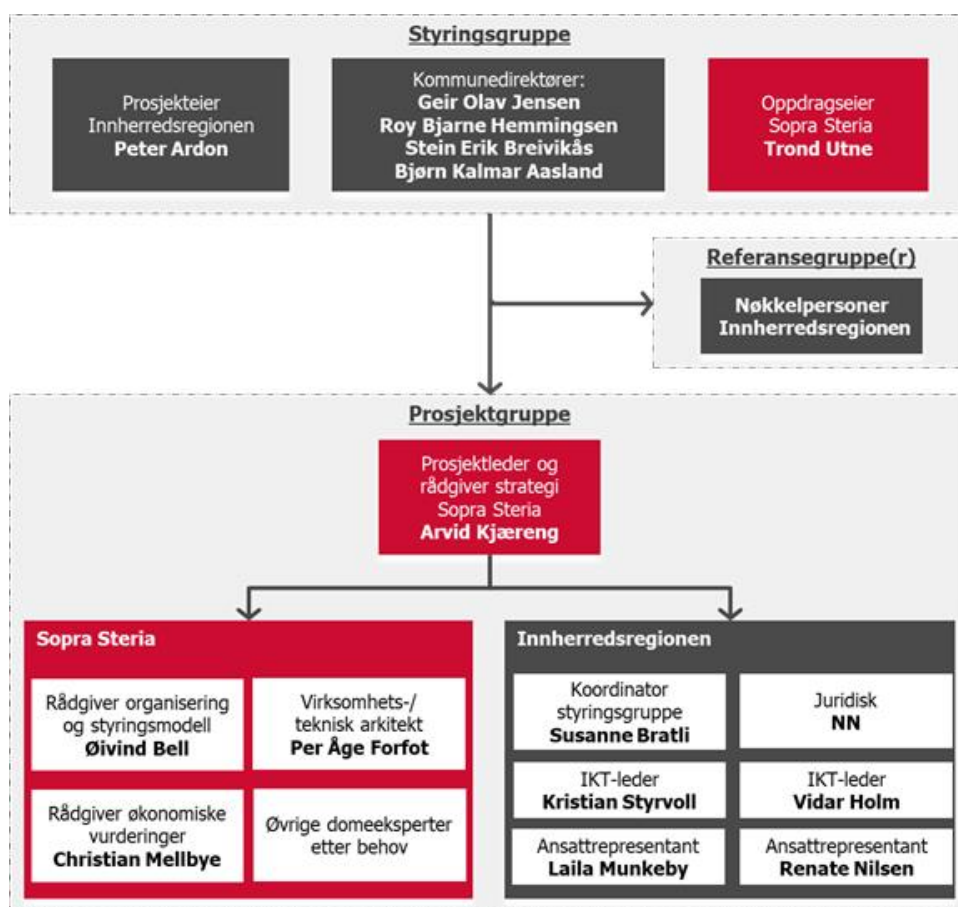 Styringsgruppe
Prosjekteier
Innherredsregionen
Peter Ardon
Kommunedirektører:
Geir Olav Jensen
Roy Bjarne Hemmingsen
Stein Erik Breivikås
Bjørn Kalmar Aasland
Oppdragseier
Sopra Steria
Trond Utne
Referansegruppe(r)
Nøkkelpersoner
Innherredsregionen
Prosjektgruppe
Prosjektleder og
rådgiver strategi
Sopra Steria
Arvid Kjæreng
Sopra Steria
Rådgiver organisering
og styringsmodell
Øivind Bell
Virksomhets-/
teknisk arkitekt
Per Åge Forfot
Rådgiver økonomiske
vurderinger
Christian Mellbye
Øvrige domeeksperter
etter behov
Innherredsregionen
Koordinator
styringsgruppe
Susanne Bratli
Juridisk
NN
IKT-leder
Kristian Styrvoll
IKT-leder
Vidar Holm
Ansattrepresentant
Laila Munkeby
Ansattrepresentant
Renate Nilsen